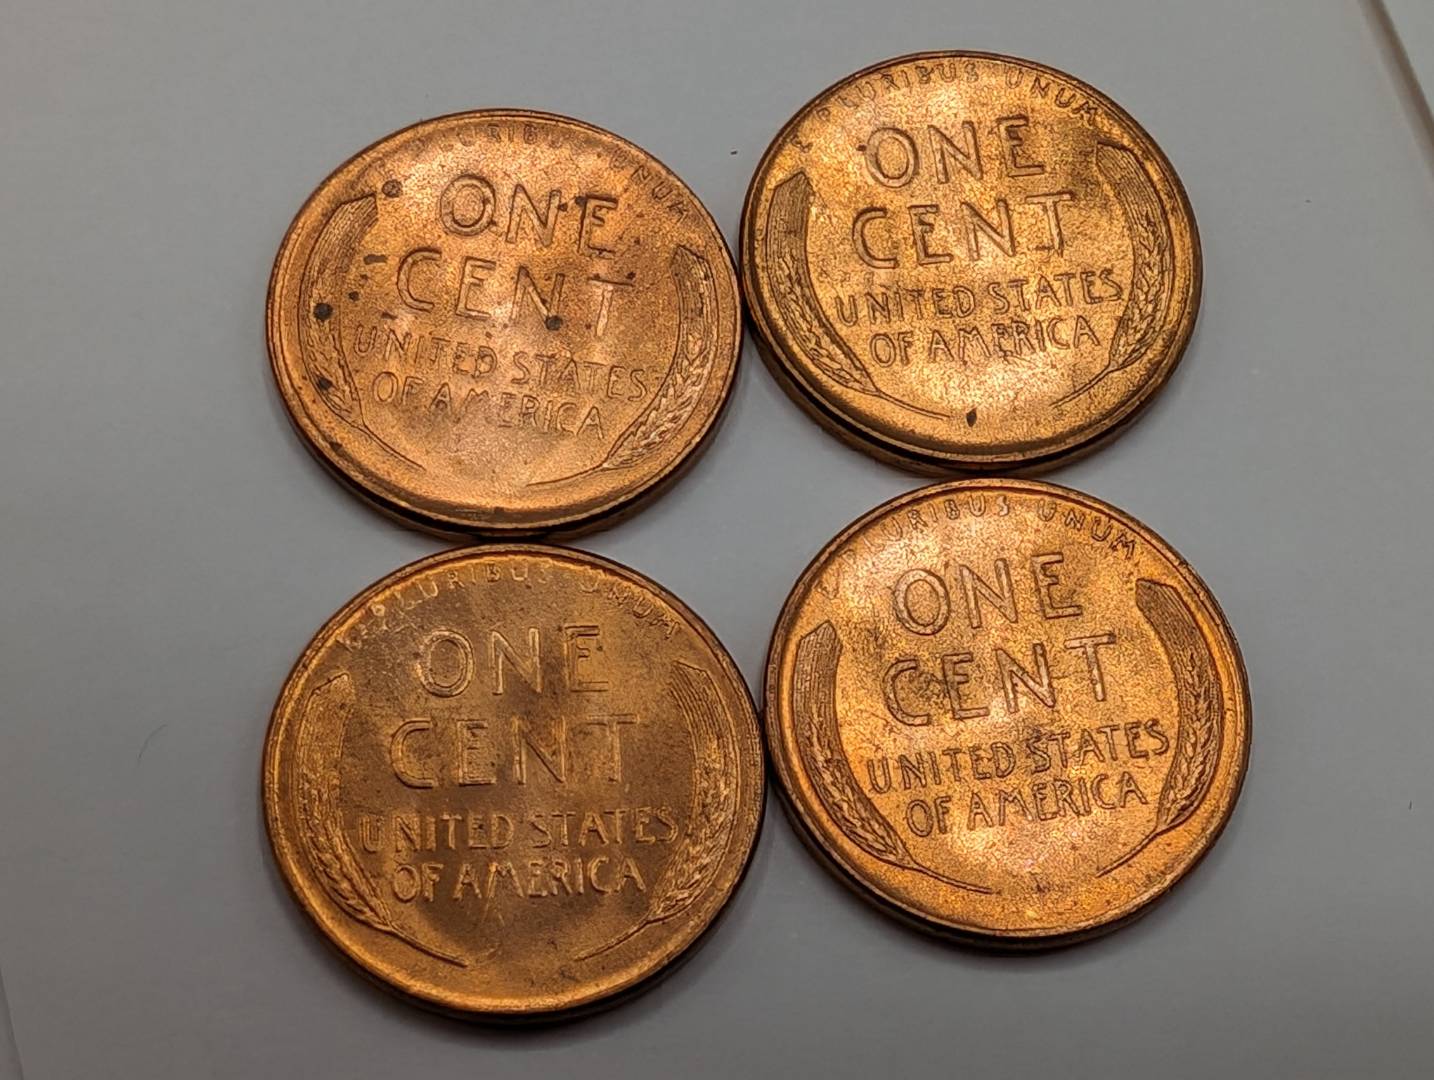 PLURIBUS UNUM
ONE
CENT
UNITED STATES
OF AMERICA
PLURIBUS UNUM
ONE
CENT
UNITED STATES
OF AMERICA
E PLURIBUS UNUM
ONE
CENT
UNITED STATES
OF AMERICA
PLURIBUS UNUM
ONE
CENT
UNITED STATES
OF AMERICA